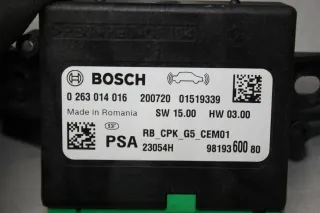 BOSCH
0 263 014 016 200720 01519339
Made in Romania SW 15.00 HW 03.00
RB_CPK_G5_CEM01
PSA 23054H 98193600 80